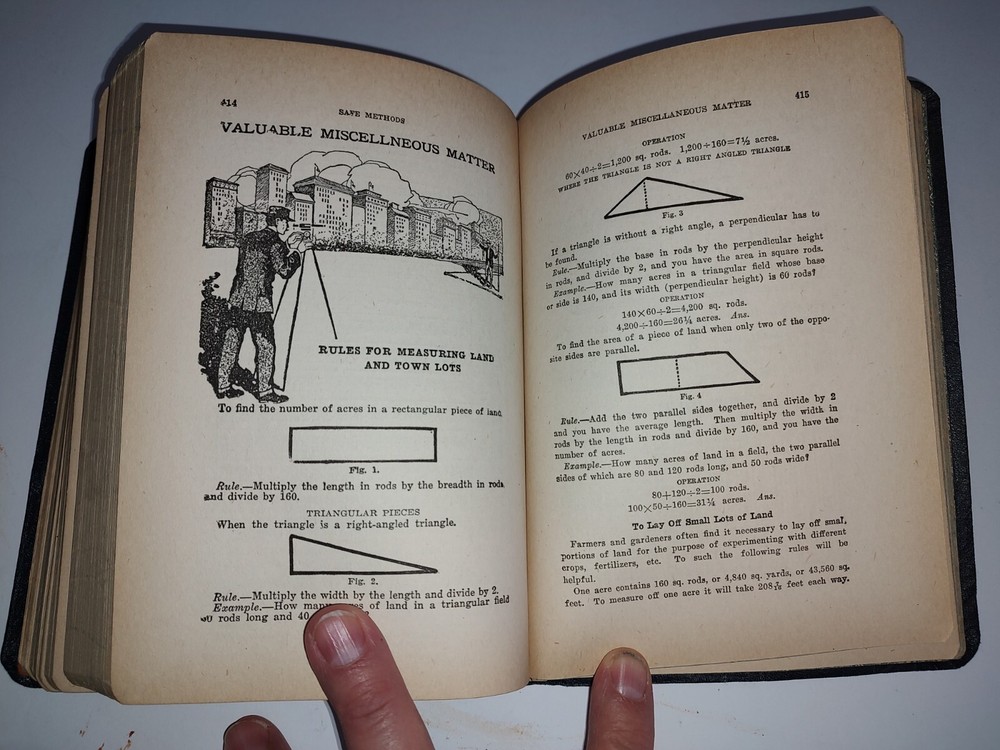 414
SAFE METHODS
VALUABLE MISCELLNEOUS MATTER
RULES FOR MEASURING LAND
AND TOWN LOTS
To find the number of acres in a rectangular piece of land.
Fig. 1.
Rule.—Multiply the length in rods by the breadth in rods
and divide by 160.
TRIANGULAR PIECES
When the triangle is a right-angled triangle.
Fig. 2.
Rule.—Multiply the width by the length and divide by 2.
Example.—How many acres of land in a triangular field
rods long and 40
VALUABLE MISCELLANEOUS MATTER
415
OPERATION
60×40÷2=1,200 sq. rods. 1,200÷160=7½ acres.
WHERE THE TRIANGLE IS NOT A RIGHT ANGLED TRIANGLE
Fig. 3
If a triangle is without a right angle, a perpendicular has to
be found.
Rule.—Multiply the base in rods by the perpendicular height
in rods, and divide by 2, and you have the area in square rods.
Example.—How many acres in a triangular field whose base
or side is 140, and its width (perpendicular height) is 60 rods?
OPERATION
140×60÷2=4,200 sq. rods.
4,200÷160=26¼ acres. Ans.
To find the area of a piece of land when only two of the oppo-
site sides are parallel.
Fig. 4
Rule.—Add the two parallel sides together, and divide by 2
and you have the average length. Then multiply the width in
rods by the length in rods and divide by 160, and you have the
number of acres.
Example.—How many acres of land in a field, the two parallel
sides of which are 80 and 120 rods long, and 50 rods wide?
OPERATION
80+120÷2=100 rods.
100×50÷160=31¼ acres. Ans.
To Lay Off Small Lots of Land
Farmers and gardeners often find it necessary to lay off small
portions of land for the purpose of experimenting with different
crops, fertilizers, etc. To such the following rules will be
helpful.
One acre contains 160 sq. rods, or 4,840 sq. yards, or 43,560 sq.
feet. To measure off one acre it will take 208 7/10 feet each way.